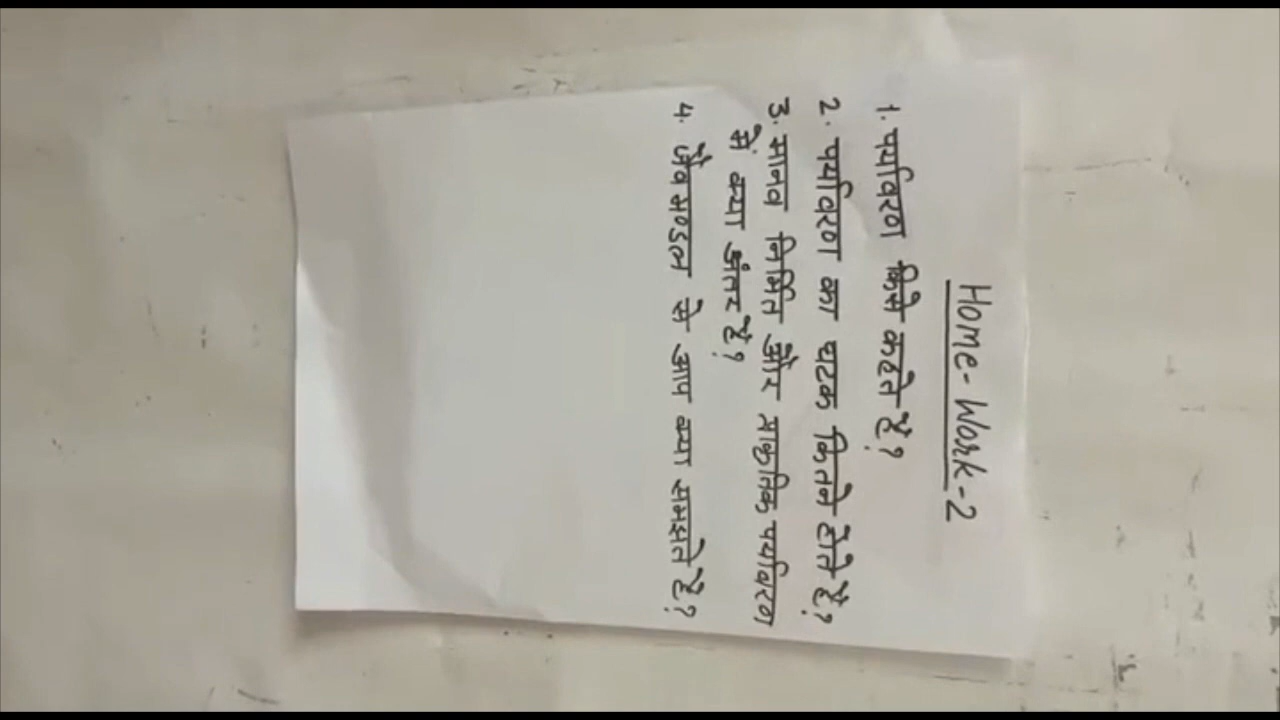 Home-Work-2
1. पर्यावरण किसे कहते हैं?
2. पर्यावरण का घटक कितने होते हैं?
3. मानव निर्मित और प्राकृतिक पर्यावरण
में क्या अंतर है?
4. जैवमण्डल से आप क्या समझते हैं?